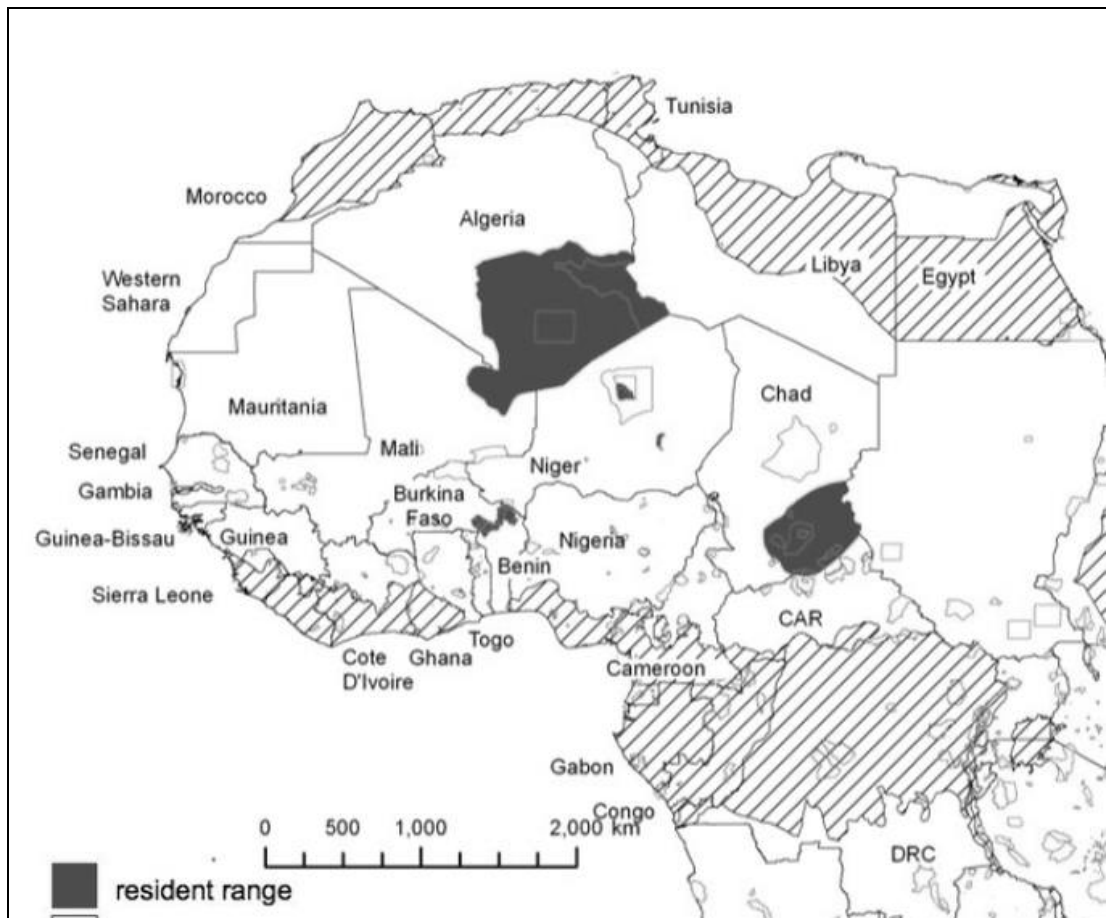 Tunisia
Morocco
Algeria
Western
Sahara
Libya
Egypt
Mauritania
Chad
Senegal
Mali
Niger
Gambia
Burkina
Faso
Guinea-Bissau
Guinea
Nigeria
Benin
Sierra Leone
CAR
Togo
Cote
D'Ivoire
Ghana
Cameroon
Gabon
Congo
0 500 1,000 2,000 km
DRC
resident range